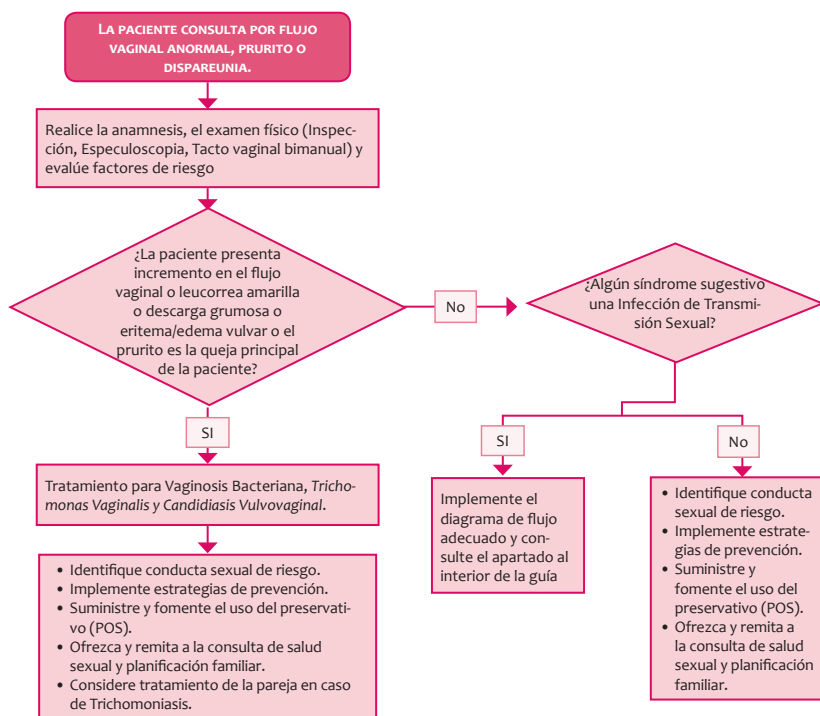 LA PACIENTE CONSULTA POR FLUJO
VAGINAL ANORMAL, PRURITO O
DISPAREUNIA.
Realice la anamnesis, el examen físico (Inspec-
ción, Especuloscopia, Tacto vaginal bimanual) y
evalúe factores de riesgo
¿La paciente presenta
incremento en el flujo
vaginal o leucorrea amarilla
o descarga grumosa o
eritema/edema vulvar o el
prurito es la queja principal
de la paciente?
No
¿Algún síndrome sugestivo
una Infección de Transmi-
sión Sexual?
SI
Tratamiento para Vaginosis Bacteriana, Tricho-
monas Vaginalis y Candidiasis Vulvovaginal.
• Identifique conducta sexual de riesgo.
• Implemente estrategias de prevención.
• Suministre y fomente el uso del preservati-
vo (POS).
• Ofrezca y remita a la consulta de salud
sexual y planificación familiar.
• Considere tratamiento de la pareja en caso
de Trichomoniasis.
SI
Implemente el
diagrama de flujo
adecuado y con-
sulte el apartado al
interior de la guía
No
• Identifique conducta
sexual de riesgo.
• Implemente estrate-
gias de prevención.
• Suministre y
fomente el uso del
preservativo (POS).
• Ofrezca y remita a
la consulta de salud
sexual y planificación
familiar.